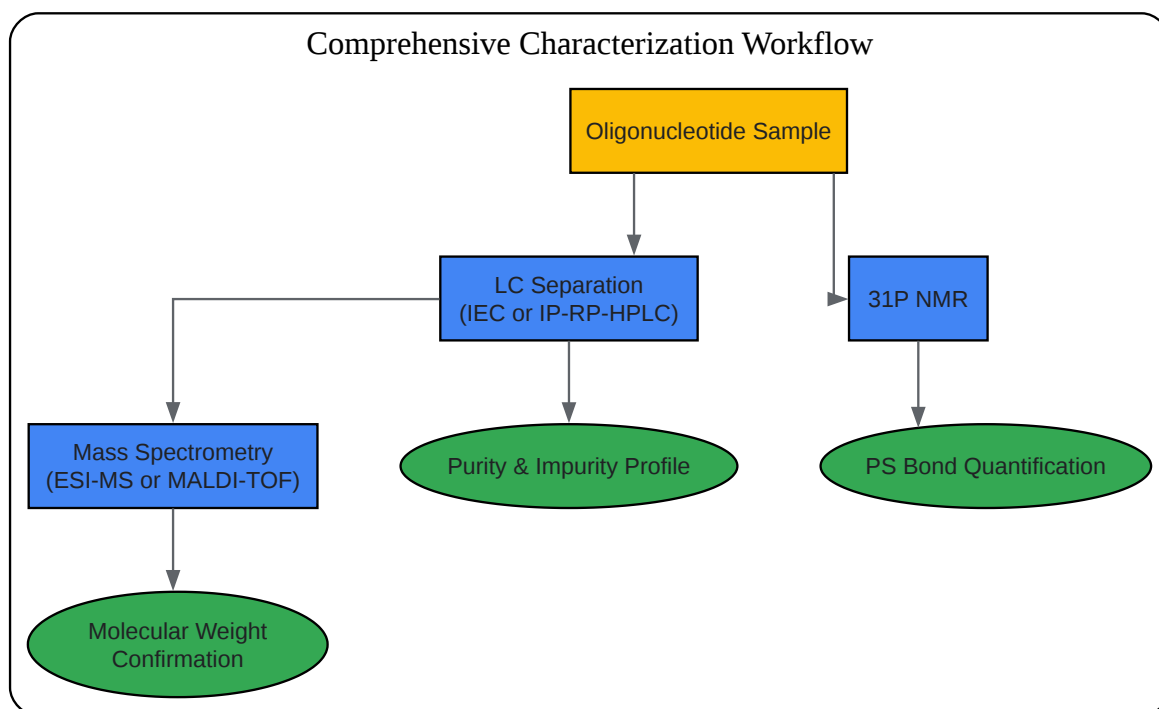 Comprehensive Characterization Workflow
Oligonucleotide Sample
LC Separation
(IEC or IP-RP-HPLC)
31P NMR
Mass Spectrometry
(ESI-MS or MALDI-TOF)
Purity & Impurity Profile
PS Bond Quantification
Molecular Weight
Confirmation